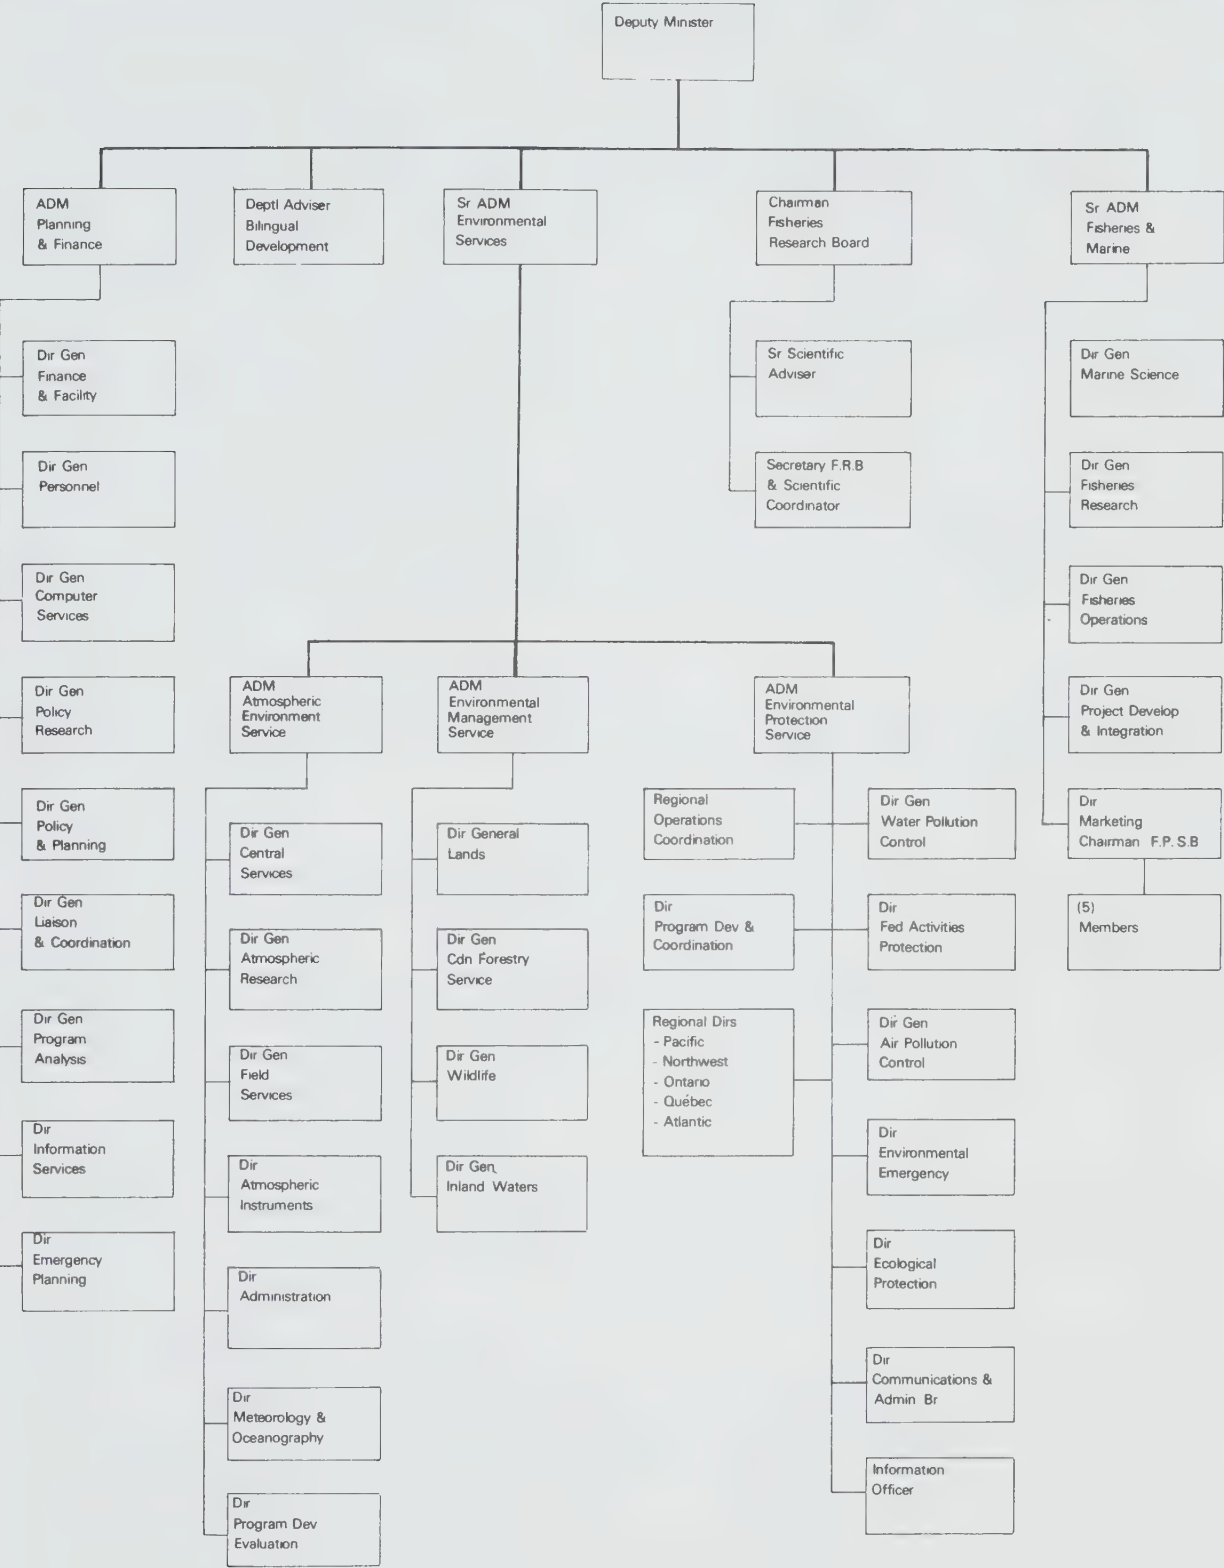 Deputy Minister
ADM
Planning
& Finance
Deptl Adviser
Bilingual
Development
Sr ADM
Environmental
Services
Chairman
Fisheries
Research Board
Sr ADM
Fisheries &
Marine
Dir Gen
Finance
& Facility
Dir Gen
Personnel
Dir Gen
Computer
Services
Dir Gen
Policy
Research
Dir Gen
Policy
& Planning
Dir Gen
Liaison
& Coordination
Dir Gen
Program
Analysis
Dir
Information
Services
Dir
Emergency
Planning
ADM
Atmospheric
Environment
Service
Dir Gen
Central
Services
Dir Gen
Atmospheric
Research
Dir Gen
Field
Services
Dir
Atmospheric
Instruments
Dir
Administration
Dir
Meteorology &
Oceanography
Dir
Program Dev
Evaluation
ADM
Environmental
Management
Service
Dir General
Lands
Dir Gen
Cdn Forestry
Service
Dir Gen
Wildlife
Dir Gen
Inland Waters
ADM
Environmental
Protection
Service
Regional
Operations
Coordination
Dir
Program Dev &
Coordination
Regional Dirs
- Pacific
- Northwest
- Ontario
- Québec
- Atlantic
Dir Gen
Water Pollution
Control
Dir
Fed Activities
Protection
Dir Gen
Air Pollution
Control
Dir
Environmental
Emergency
Dir
Ecological
Protection
Dir
Communications &
Admin Br
Information
Officer
Sr Scientific
Adviser
Secretary F.R.B
& Scientific
Coordinator
Dir Gen
Marine Science
Dir Gen
Fisheries
Research
Dir Gen
Fisheries
Operations
Dir Gen
Project Develop
& Integration
Dir
Marketing
Chairman F.P.S.B
(5)
Members